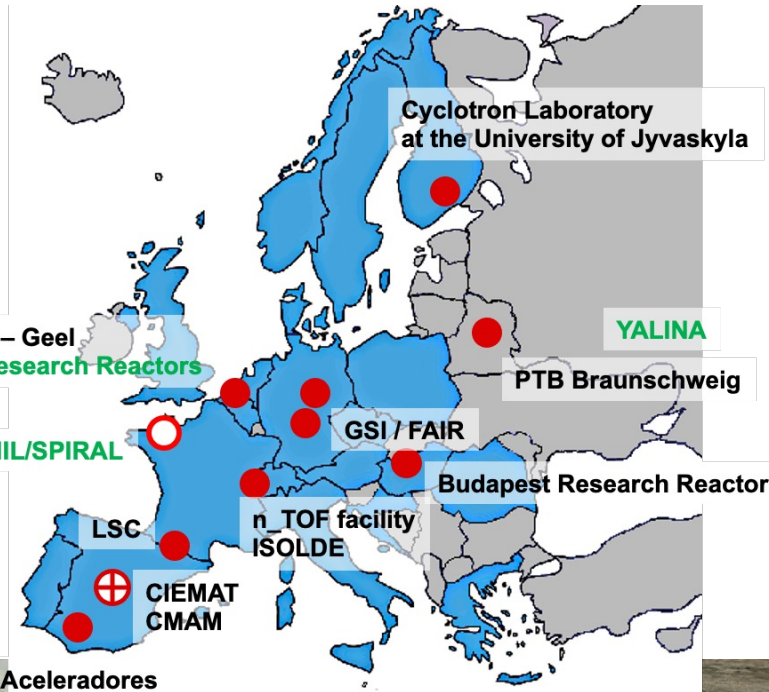 Cyclotron Laboratory
at the University of Jyvaskyla
– Geel
esearch Reactors
YALINA
PTB Braunschweig
GSI / FAIR
IL/SPIRAL
Budapest Research Reactor
n_TOF facility
ISOLDE
LSC
CIEMAT
CMAM
Aceleradores